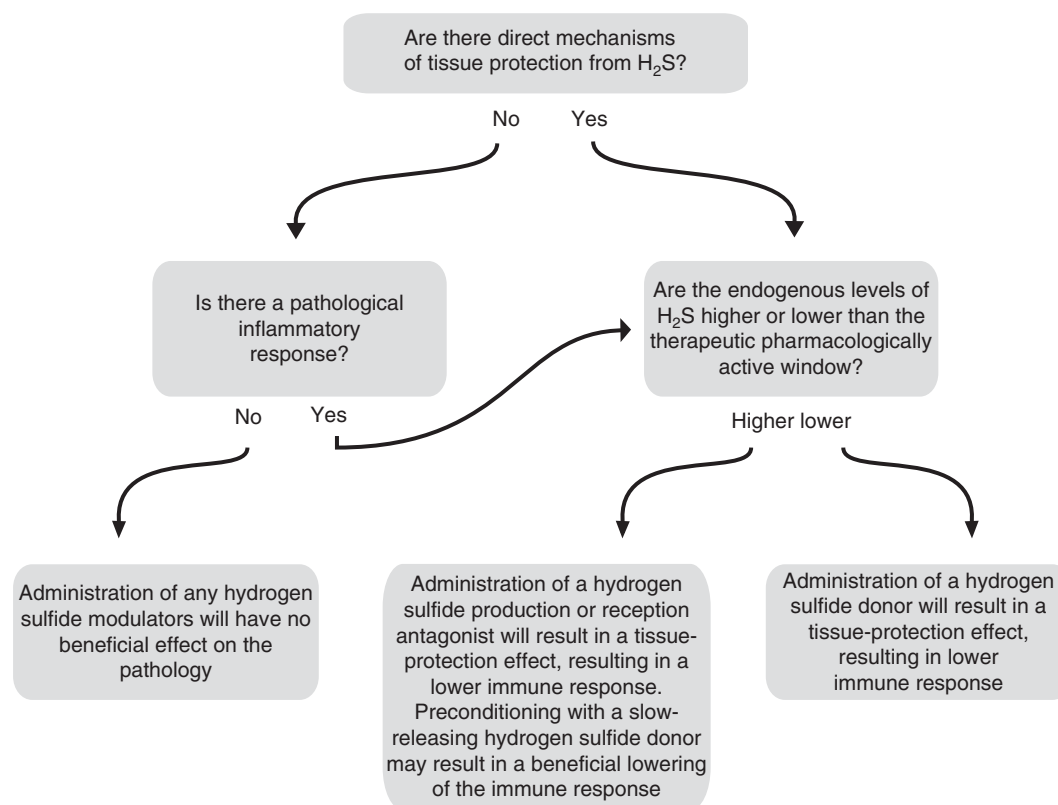 Are there direct mechanisms
of tissue protection from H₂S?
No Yes
Is there a pathological
inflammatory
response?
Are the endogenous levels of
H₂S higher or lower than the
therapeutic pharmacologically
active window?
No Yes
Higher lower
Administration of any hydrogen
sulfide modulators will have no
beneficial effect on the
pathology
Administration of a hydrogen
sulfide production or reception
antagonist will result in a tissue-
protection effect, resulting in a
lower immune response.
Preconditioning with a slow-
releasing hydrogen sulfide donor
may result in a beneficial lowering
of the immune response
Administration of a hydrogen
sulfide donor will result in a
tissue-protection effect,
resulting in lower
immune response